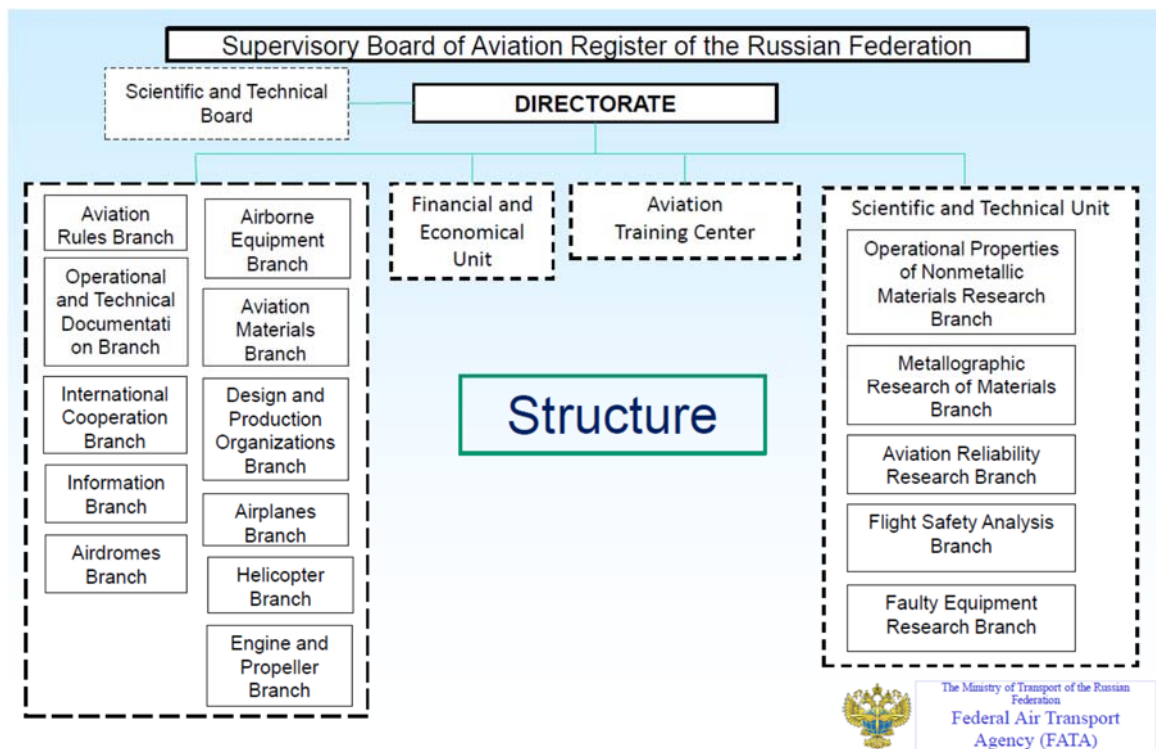 Supervisory Board of Aviation Register of the Russian Federation
Scientific and Technical
Board
DIRECTORATE
Aviation
Rules Branch
Operational
and Technical
Documentati
on Branch
International
Cooperation
Branch
Information
Branch
Airdromes
Branch
Airborne
Equipment
Branch
Aviation
Materials
Branch
Design and
Production
Organizations
Branch
Airplanes
Branch
Helicopter
Branch
Engine and
Propeller
Branch
Financial and
Economical
Unit
Aviation
Training Center
Structure
Scientific and Technical Unit
Operational Properties
of Nonmetallic
Materials Research
Branch
Metallographic
Research of Materials
Branch
Aviation Reliability
Research Branch
Flight Safety Analysis
Branch
Faulty Equipment
Research Branch
The Ministry of Transport of the Russian
Federation
Federal Air Transport
Agency (FATA)